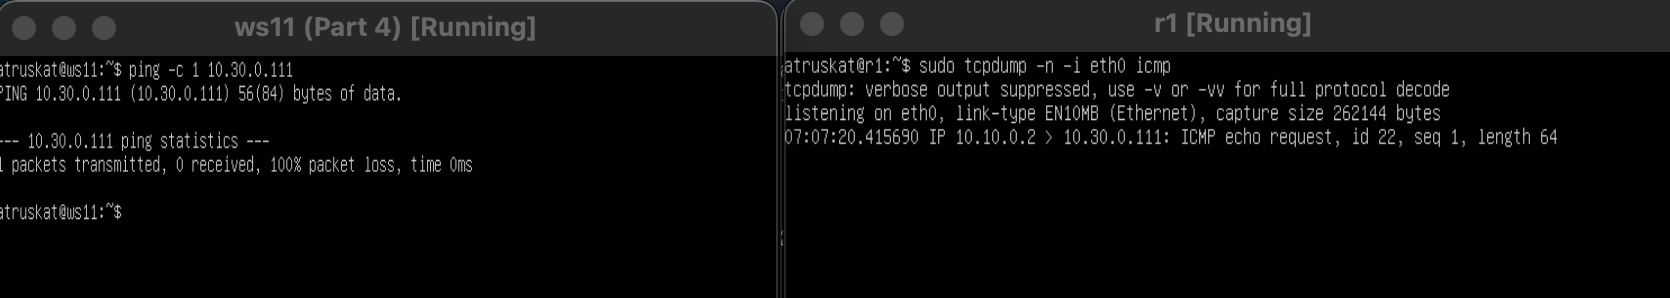 ws11 (Part 4) [Running]
atruskat@ws11:~$ ping -c 1 10.30.0.111
PING 10.30.0.111 (10.30.0.111) 56(84) bytes of data.
--- 10.30.0.111 ping statistics ---
1 packets transmitted, 0 received, 100% packet loss, time 0ms
atruskat@ws11:~$
r1 [Running]
atruskat@r1:~$ sudo tcpdump -n -i eth0 icmp
tcpdump: verbose output suppressed, use -v or -vv for full protocol decode
listening on eth0, link-type EN10MB (Ethernet), capture size 262144 bytes
07:07:20.415690 IP 10.10.0.2 > 10.30.0.111: ICMP echo request, id 22, seq 1, length 64